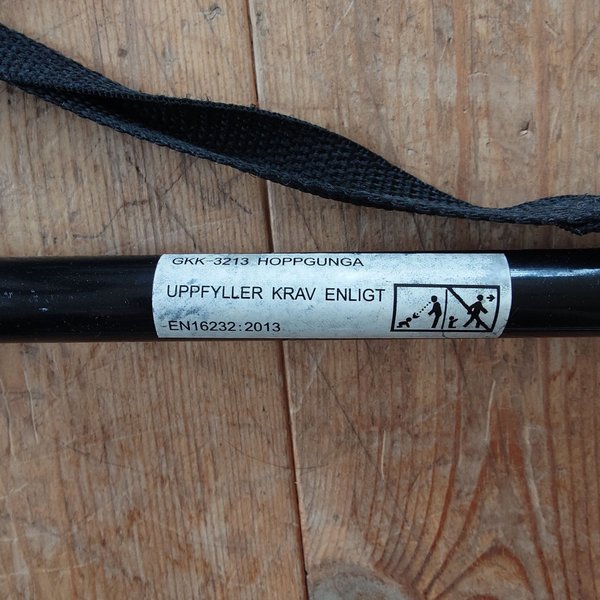 GKK-3213 HOPPGUNGA
UPPFYLLER KRAV ENLIGT
-EN16232:2013